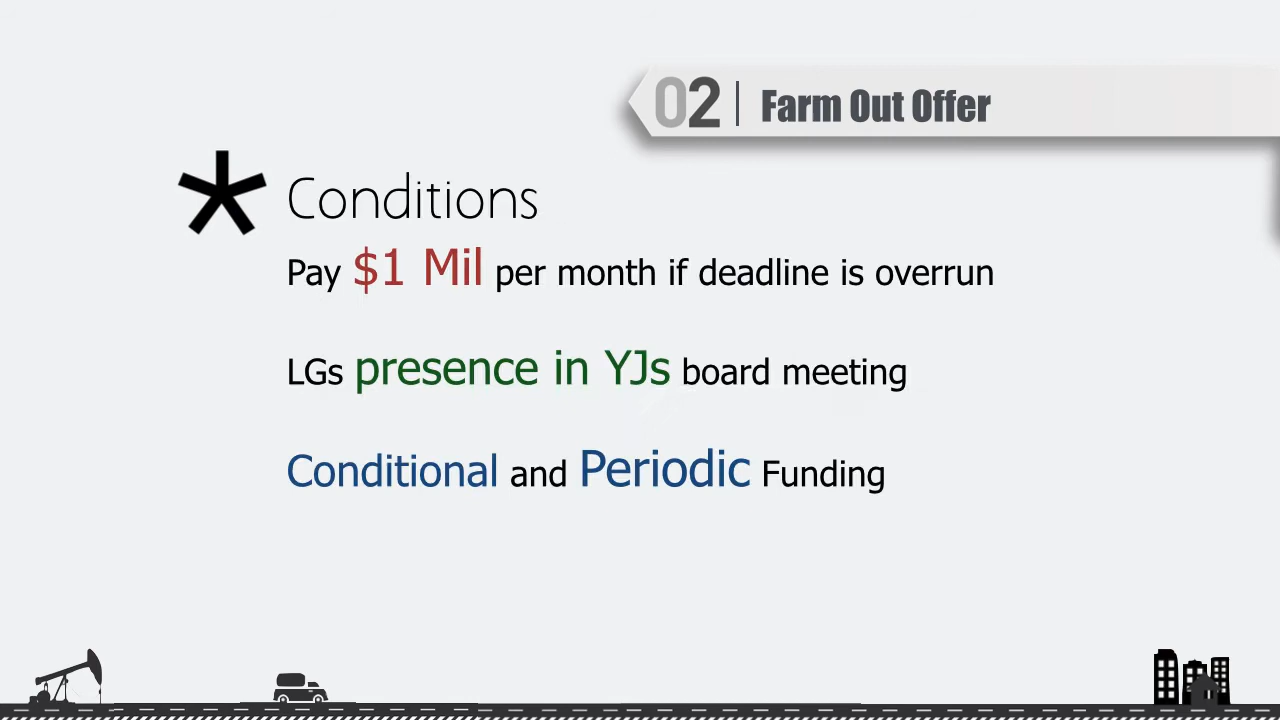 02 | Farm Out Offer
* Conditions
Pay $1 Mil per month if deadline is overrun
LGs presence in YJs board meeting
Conditional and Periodic Funding